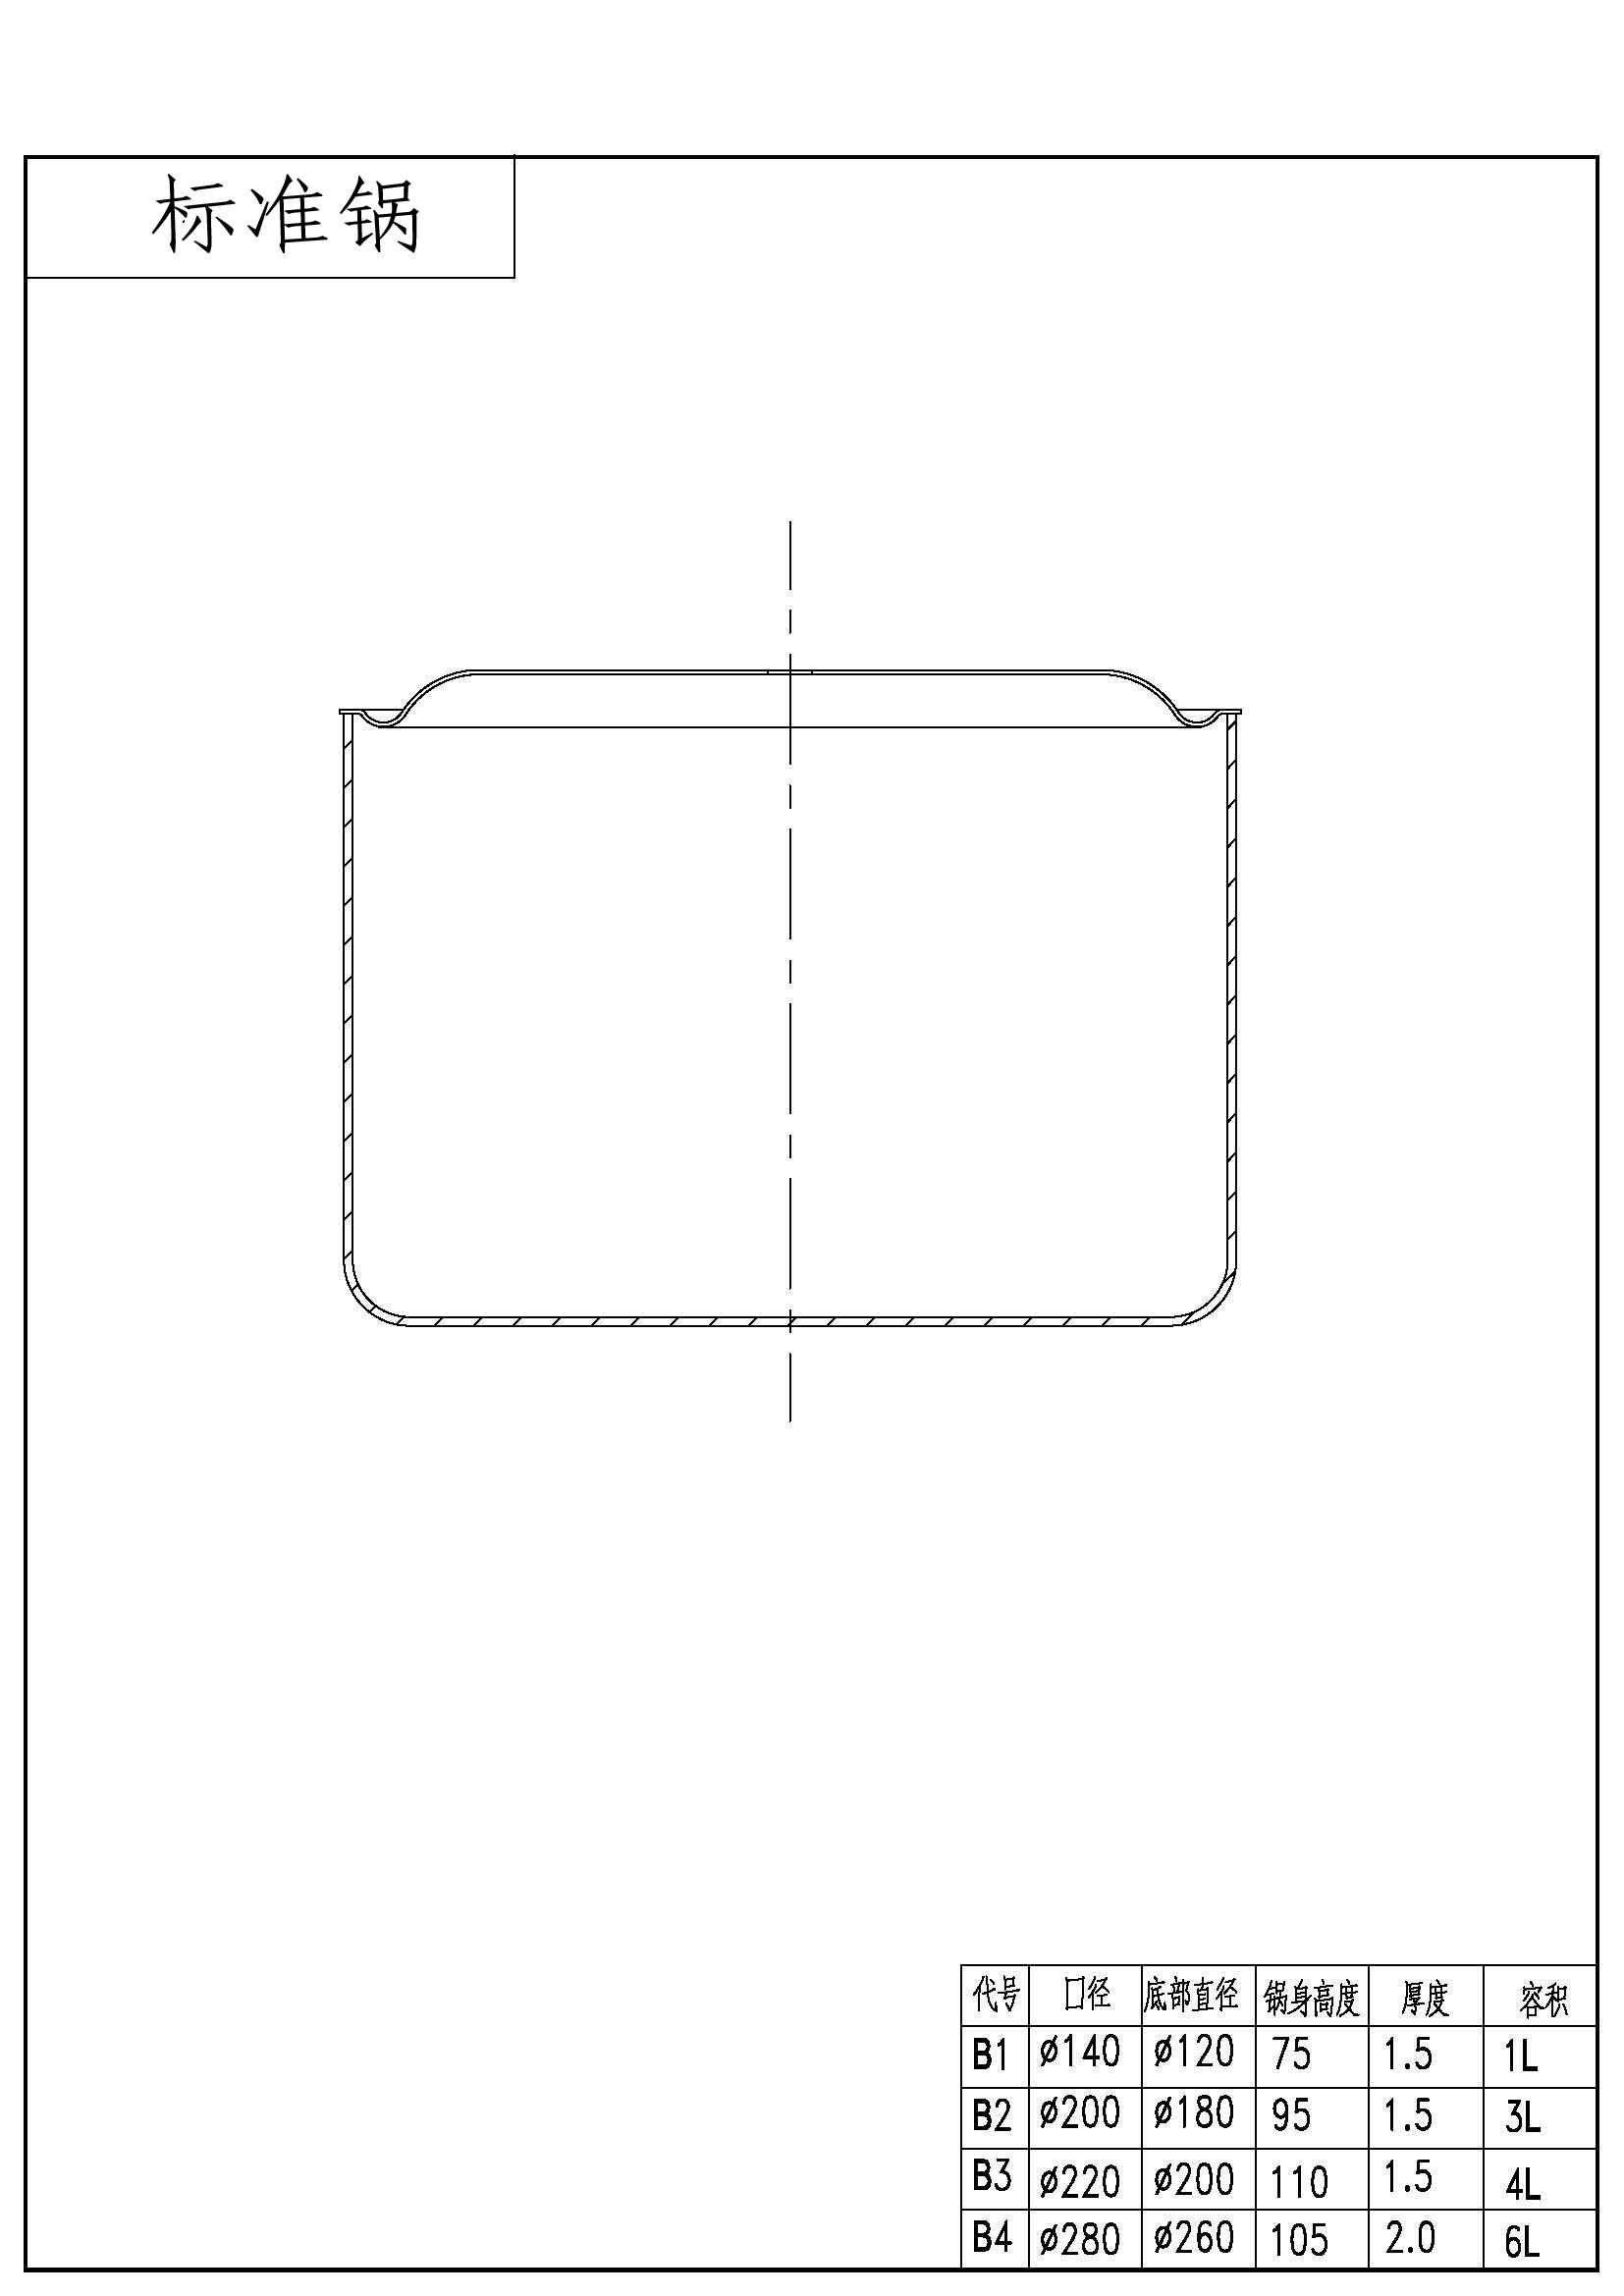 标准锅
代号 口径 底部直径 锅身高度 厚度 容积
B1 ø140 ø120 75 1.5 1L
B2 ø200 ø180 95 1.5 3L
B3 ø220 ø200 110 1.5 4L
B4 ø280 ø260 105 2.0 6L